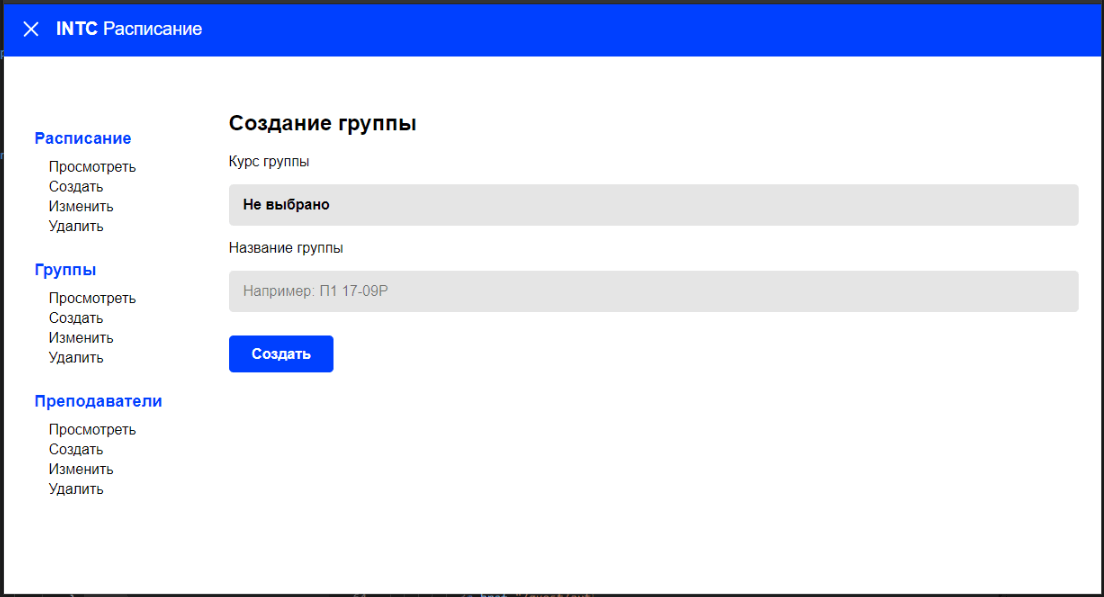 INTC Расписание
Расписание
Просмотреть
Создать
Изменить
Удалить
Группы
Просмотреть
Создать
Изменить
Удалить
Преподаватели
Просмотреть
Создать
Изменить
Удалить
Создание группы
Курс группы
Не выбрано
Название группы
Например: П1 17-09Р
Создать